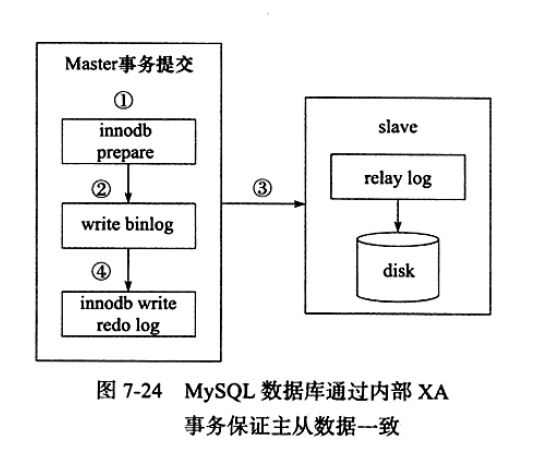 Master事务提交
①
innodb
prepare
②
write binlog
④
innodb write
redo log
③
slave
relay log
disk
图 7-24 MySQL 数据库通过内部 XA
事务保证主从数据一致